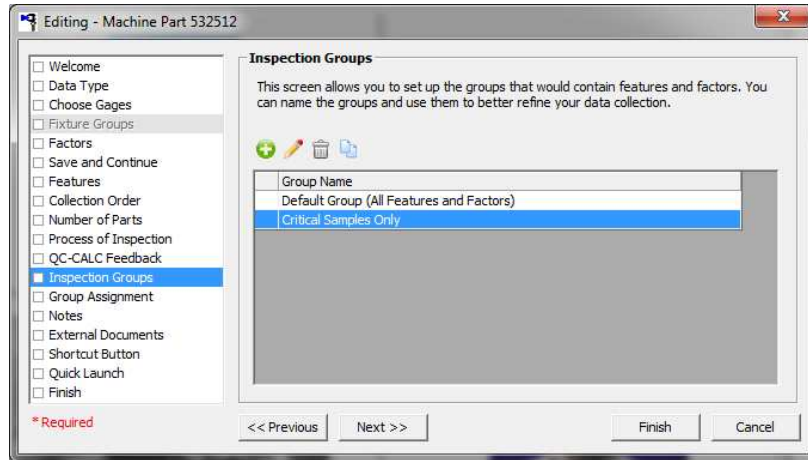 Editing - Machine Part 532512
Welcome
Data Type
Choose Gages
Fixture Groups
Factors
Save and Continue
Features
Collection Order
Number of Parts
Process of Inspection
QC-CALC Feedback
Inspection Groups
Group Assignment
Notes
External Documents
Shortcut Button
Quick Launch
Finish
* Required
Inspection Groups
This screen allows you to set up the groups that would contain features and factors. You
can name the groups and use them to better refine your data collection.
Group Name
Default Group (All Features and Factors)
Critical Samples Only
<< Previous
Next >>
Finish
Cancel